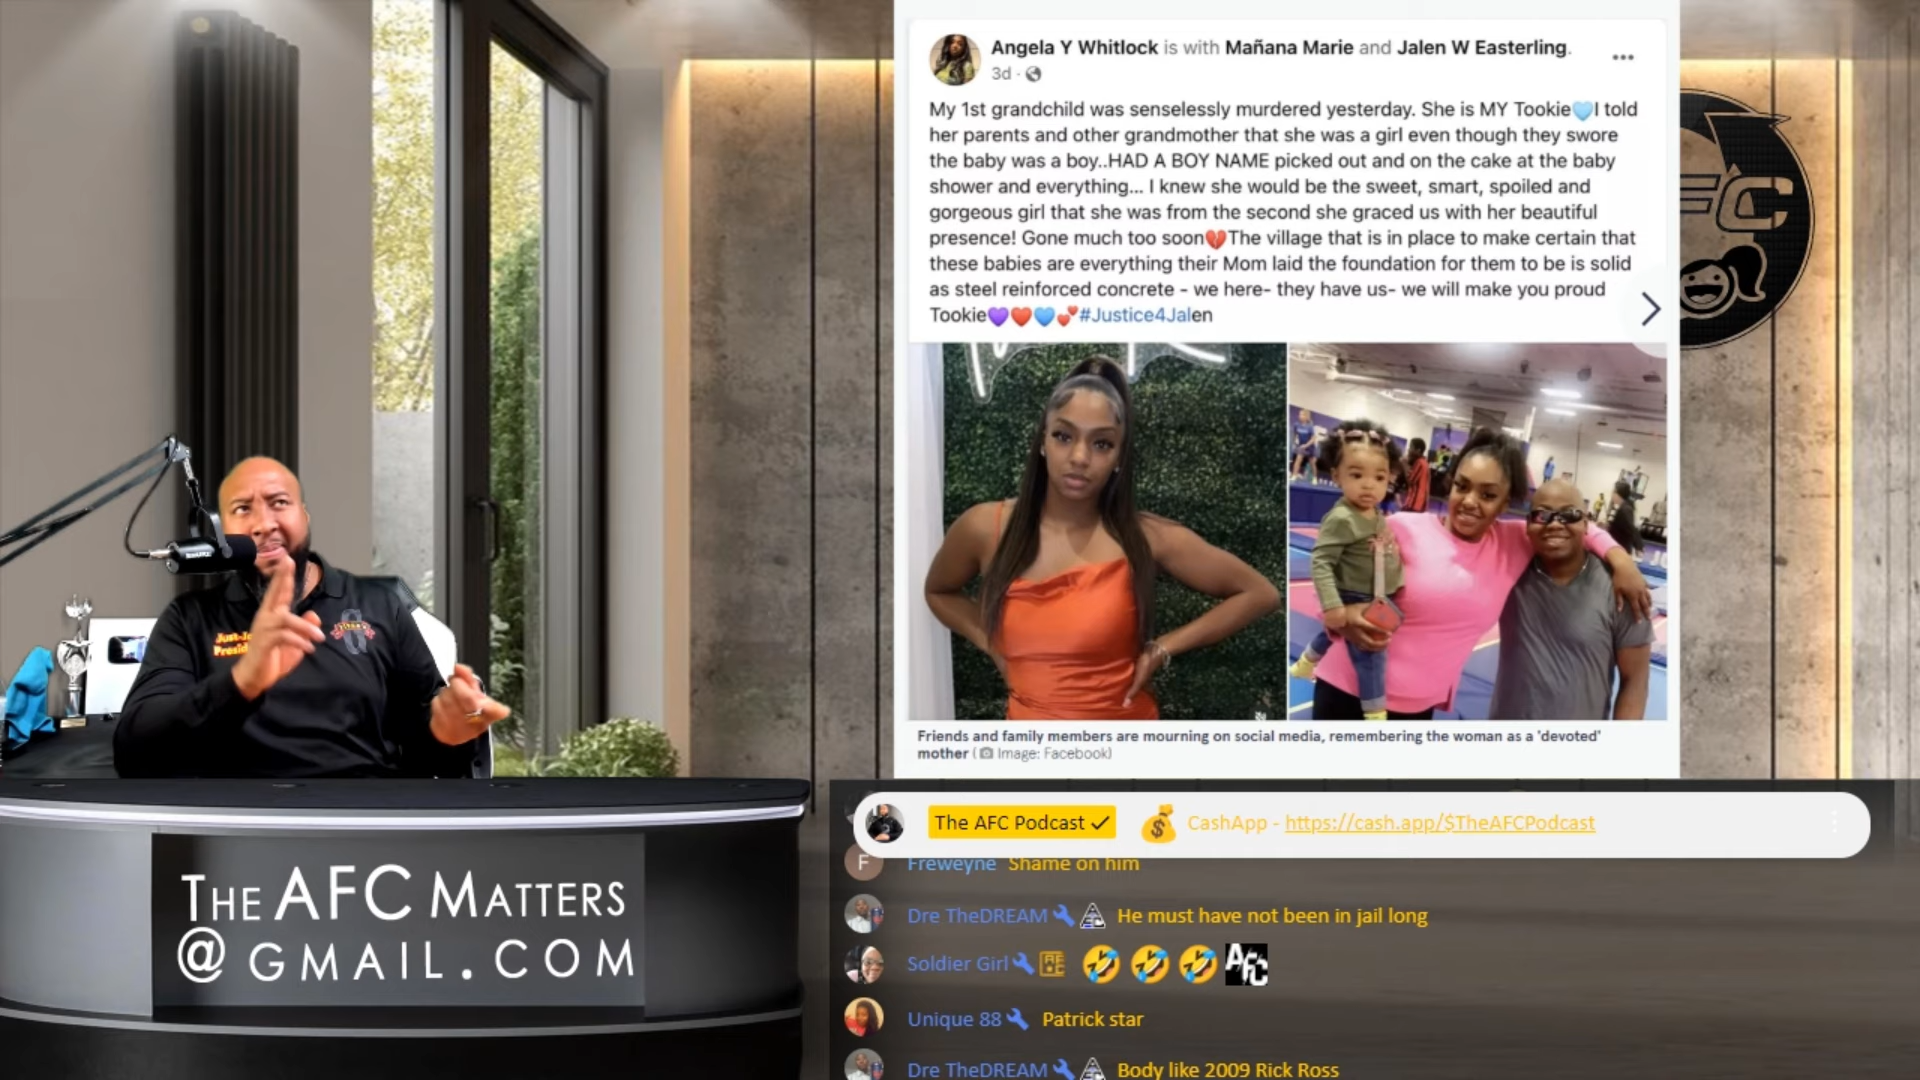 Angela Y Whitlock is with Mañana Marie and Jalen W Easterling.
3d
My 1st grandchild was senselessly murdered yesterday. She is MY Tookie🩵I told
her parents and other grandmother that she was a girl even though they swore
the baby was a boy..HAD A BOY NAME picked out and on the cake at the baby
shower and everything... I knew she would be the sweet, smart, spoiled and
gorgeous girl that she was from the second she graced us with her beautiful
presence! Gone much too soon💔The village that is in place to make certain that
these babies are everything their Mom laid the foundation for them to be is solid
as steel reinforced concrete - we here- they have us- we will make you proud
Tookie💜❤️🩵💕#Justice4Jalen
Friends and family members are mourning on social media, remembering the woman as a 'devoted'
mother (📷 Image: Facebook)
The AFC Podcast ✓ 💰 CashApp - https://cash.app/$TheAFCPodcast
F Freweyne Shame on him
Dre TheDREAM He must have not been in jail long
Soldier Girl 🤣🤣🤣 AFC
Unique 88 Patrick star
Dre TheDREAM Body like 2009 Rick Ross
THE AFC MATTERS
@GMAIL.COM